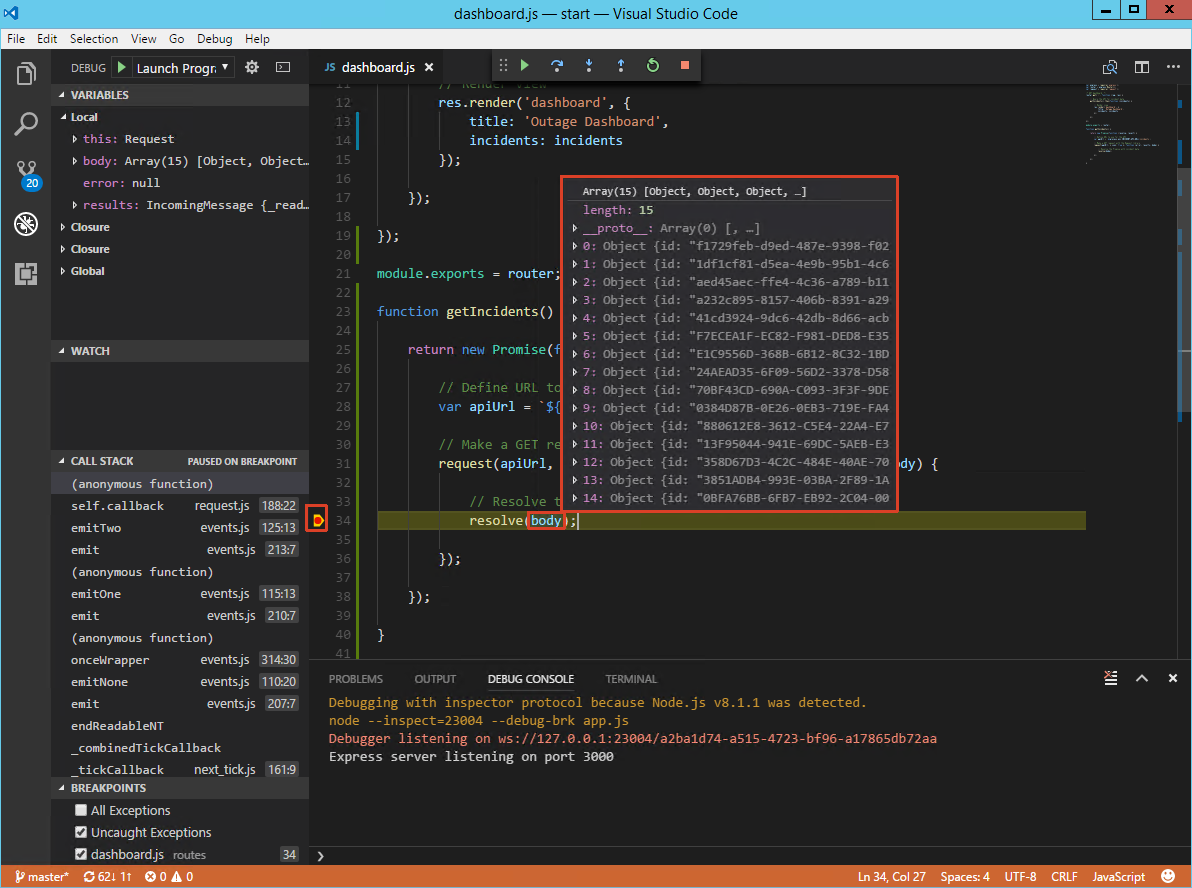 dashboard.js — start — Visual Studio Code
File Edit Selection View Go Debug Help
DEBUG Launch Progr
VARIABLES
Local
this: Request
body: Array(15) [Object, Object…
error: null
results: IncomingMessage {_read…
Closure
Closure
Global
WATCH
CALL STACK PAUSED ON BREAKPOINT
(anonymous function)
self.callback request.js 188:22
emitTwo events.js 125:13
emit events.js 213:7
(anonymous function)
emitOne events.js 115:13
emit events.js 210:7
(anonymous function)
onceWrapper events.js 314:30
emitNone events.js 110:20
emit events.js 207:7
endReadableNT
_combinedTickCallback
_tickCallback next_tick.js 161:9
BREAKPOINTS
All Exceptions
Uncaught Exceptions
dashboard.js routes 34
20
JS dashboard.js
11 // Render view
12 res.render('dashboard', {
13 title: 'Outage Dashboard',
14 incidents: incidents
15 });
16
17 });
18
19 });
20
21 module.exports = router;
22
23 function getIncidents()
24
25 return new Promise(f
26
27 // Define URL to
28 var apiUrl = `${
29
30 // Make a GET re
31 request(apiUrl, dy) {
32
33 // Resolve t
34 resolve(body);
35
36 });
37
38 });
39
40 }
41
Array(15) [Object, Object, Object, …]
length: 15
__proto__: Array(0) [, …]
0: Object {id: "f1729feb-d9ed-487e-9398-f02
1: Object {id: "1df1cf81-d5ea-4e9b-95b1-4c6
2: Object {id: "aed45aec-ffe4-4c36-a789-b11
3: Object {id: "a232c895-8157-406b-8391-a29
4: Object {id: "41cd3924-9dc6-42db-8d66-acb
5: Object {id: "F7ECEA1F-EC82-F981-DED8-E35
6: Object {id: "E1C9556D-368B-6B12-8C32-1BD
7: Object {id: "24AEAD35-6F09-56D2-3378-D58
8: Object {id: "70BF43CD-690A-C093-3F3F-9DE
9: Object {id: "0384D87B-0E26-0EB3-719E-FA4
10: Object {id: "880612E8-3612-C5E4-22A4-E7
11: Object {id: "13F95044-941E-69DC-5AEB-E3
12: Object {id: "358D67D3-4C2C-484E-40AE-70
13: Object {id: "3851ADB4-993E-03BA-2F89-1A
14: Object {id: "0BFA76BB-6FB7-EB92-2C04-00
PROBLEMS OUTPUT DEBUG CONSOLE TERMINAL
Debugging with inspector protocol because Node.js v8.1.1 was detected.
node --inspect=23004 --debug-brk app.js
Debugger listening on ws://127.0.0.1:23004/a2ba1d74-a515-4723-bf96-a17865db72aa
Express server listening on port 3000
master* 62↓ 1↑ 0 0 Ln 34, Col 27 Spaces: 4 UTF-8 CRLF JavaScript